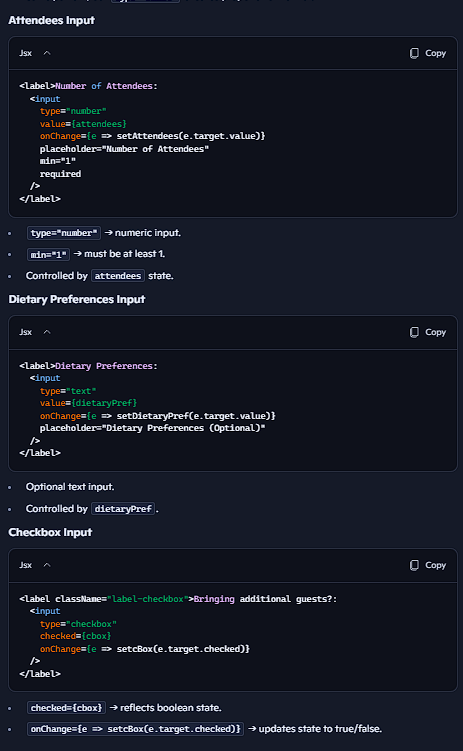 Attendees Input
Jsx
Copy
<label>Number of Attendees:
<input
type="number"
value={attendees}
onChange={e => setAttendees(e.target.value)}
placeholder="Number of Attendees"
min="1"
required
/>
</label>
type="number" → numeric input.
min="1" → must be at least 1.
Controlled by attendees state.
Dietary Preferences Input
Jsx
Copy
<label>Dietary Preferences:
<input
type="text"
value={dietaryPref}
onChange={e => setDietaryPref(e.target.value)}
placeholder="Dietary Preferences (Optional)"
/>
</label>
Optional text input.
Controlled by dietaryPref.
Checkbox Input
Jsx
Copy
<label className="label-checkbox">Bringing additional guests?:
<input
type="checkbox"
checked={cbox}
onChange={e => setcBox(e.target.checked)}
/>
</label>
checked={cbox} → reflects boolean state.
onChange={e => setcBox(e.target.checked)} → updates state to true/false.